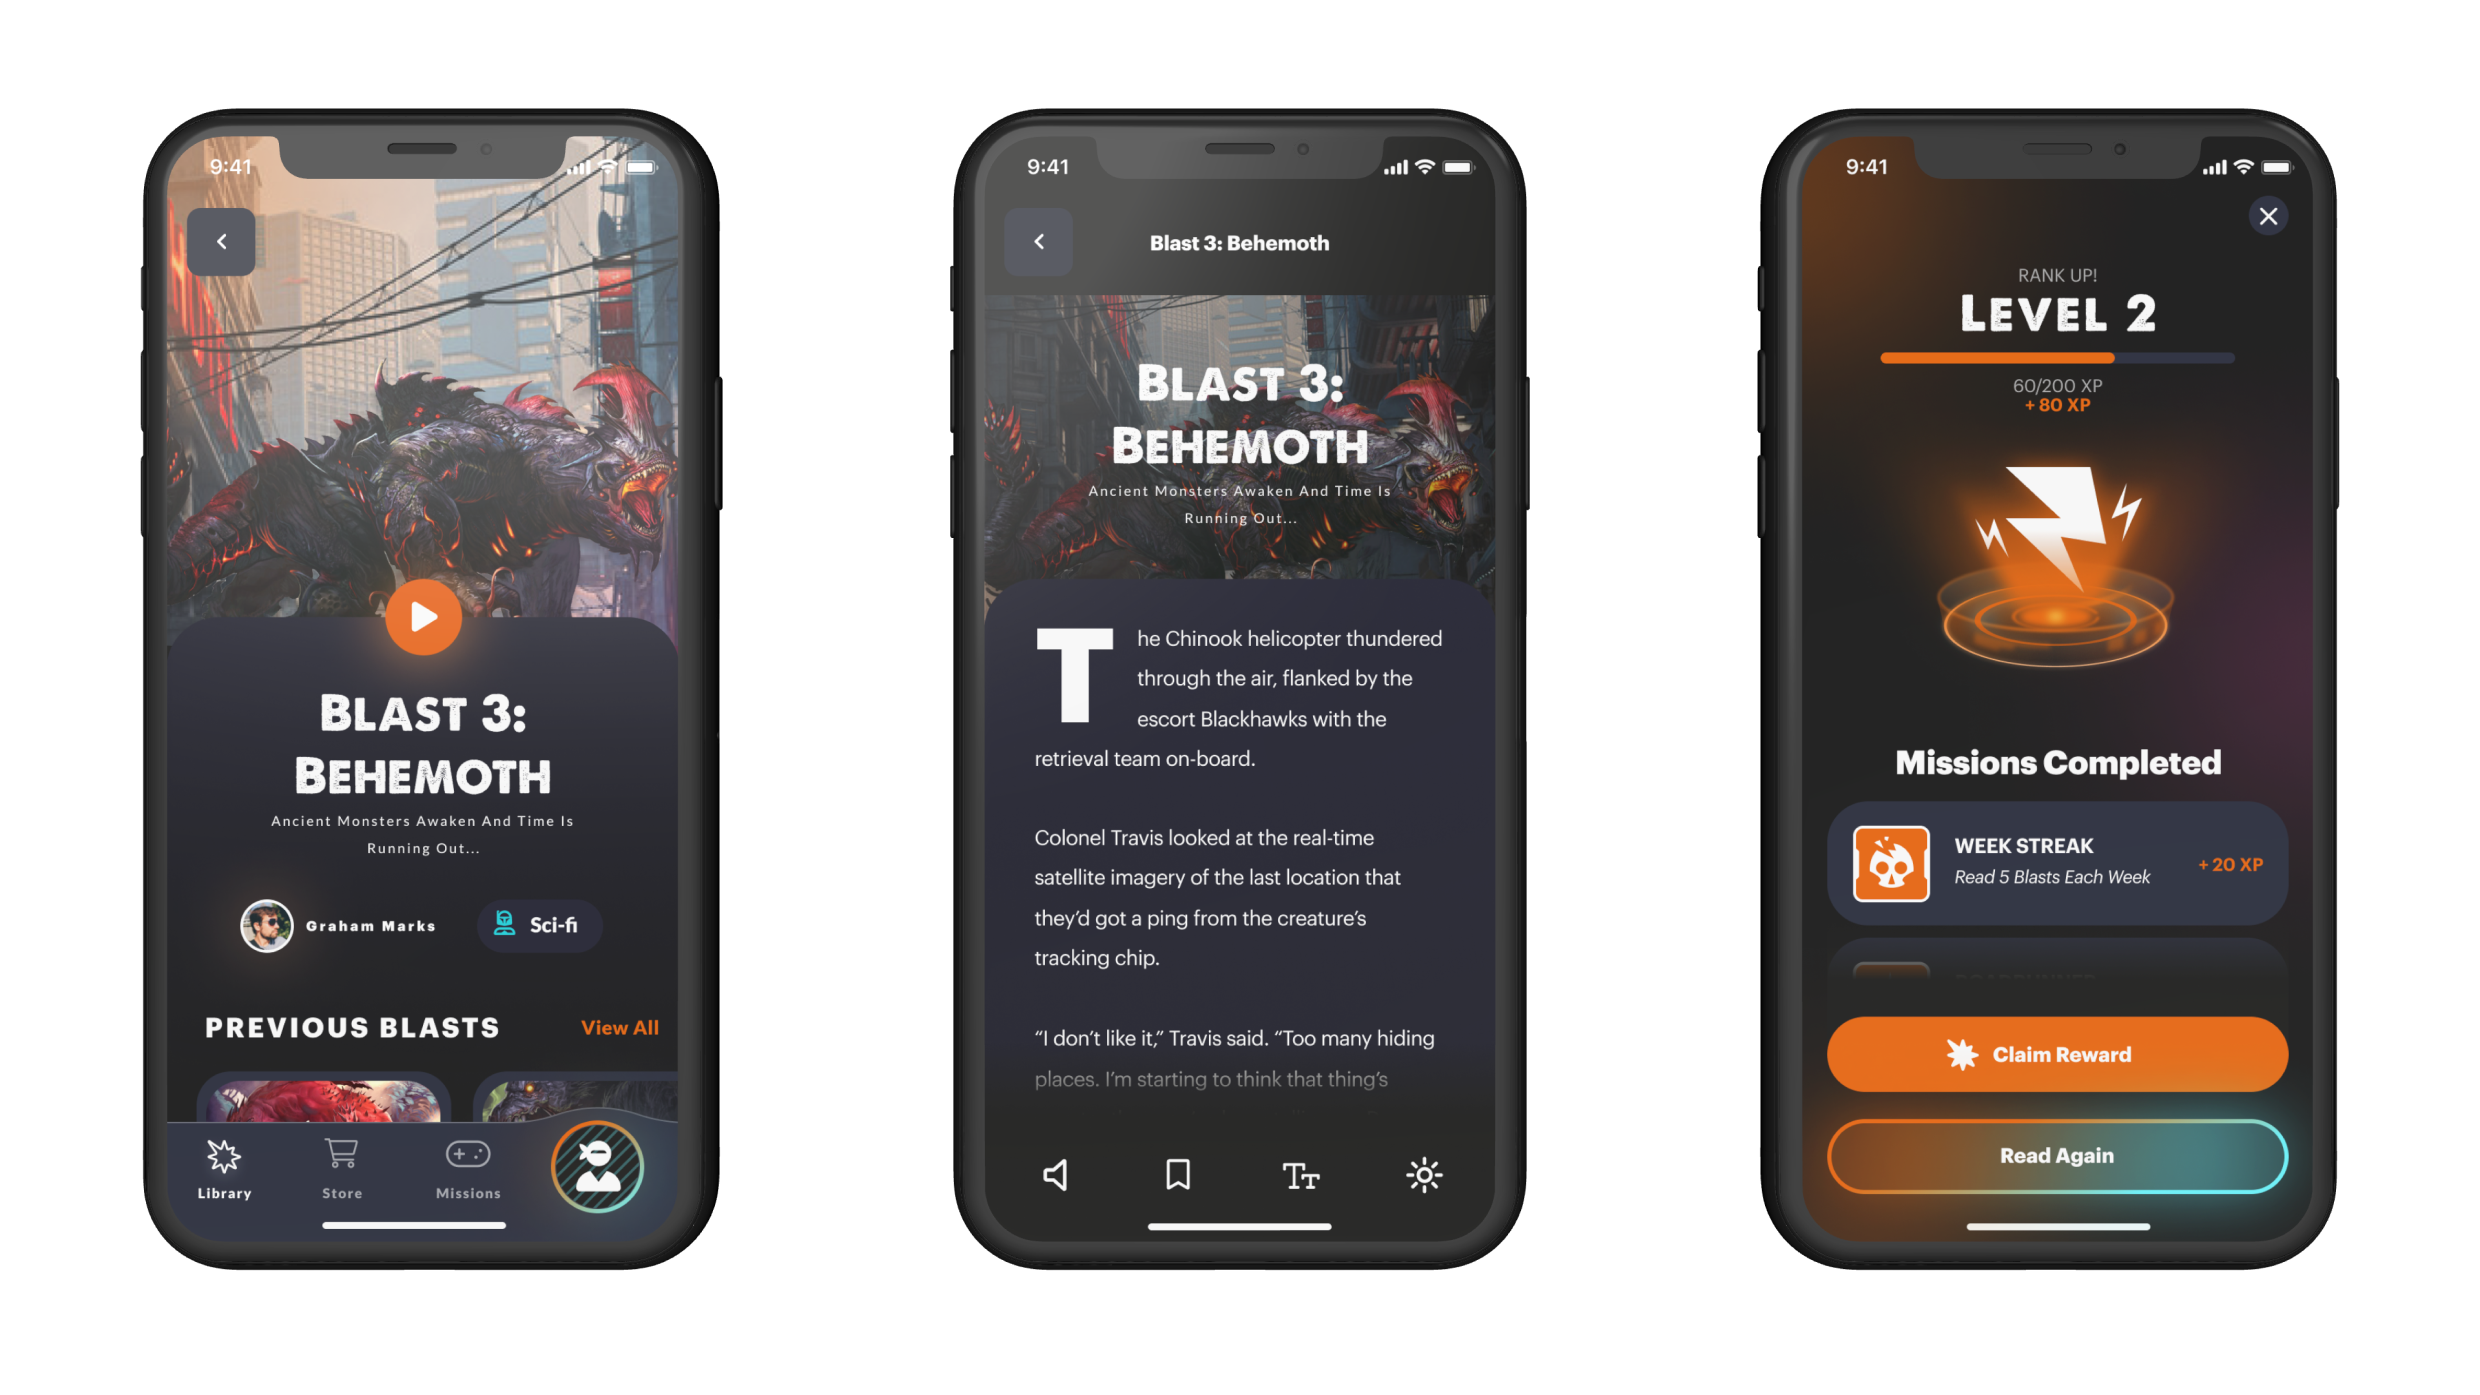 9:41
BLAST 3:
BEHEMOTH
Ancient Monsters Awaken And Time Is
Running Out...
Graham Marks
Sci-fi
PREVIOUS BLASTS
View All
Library
Store
Missions
9:41
Blast 3: Behemoth
BLAST 3:
BEHEMOTH
Ancient Monsters Awaken And Time Is
Running Out...
The Chinook helicopter thundered
through the air, flanked by the
escort Blackhawks with the
retrieval team on-board.
Colonel Travis looked at the real-time
satellite imagery of the last location that
they’d got a ping from the creature’s
tracking chip.
“I don’t like it,” Travis said. “Too many hiding
places. I’m starting to think that thing’s
Tт
9:41
RANK UP!
LEVEL 2
60/200 XP
+ 80 XP
Missions Completed
WEEK STREAK
Read 5 Blasts Each Week
+ 20 XP
Claim Reward
Read Again